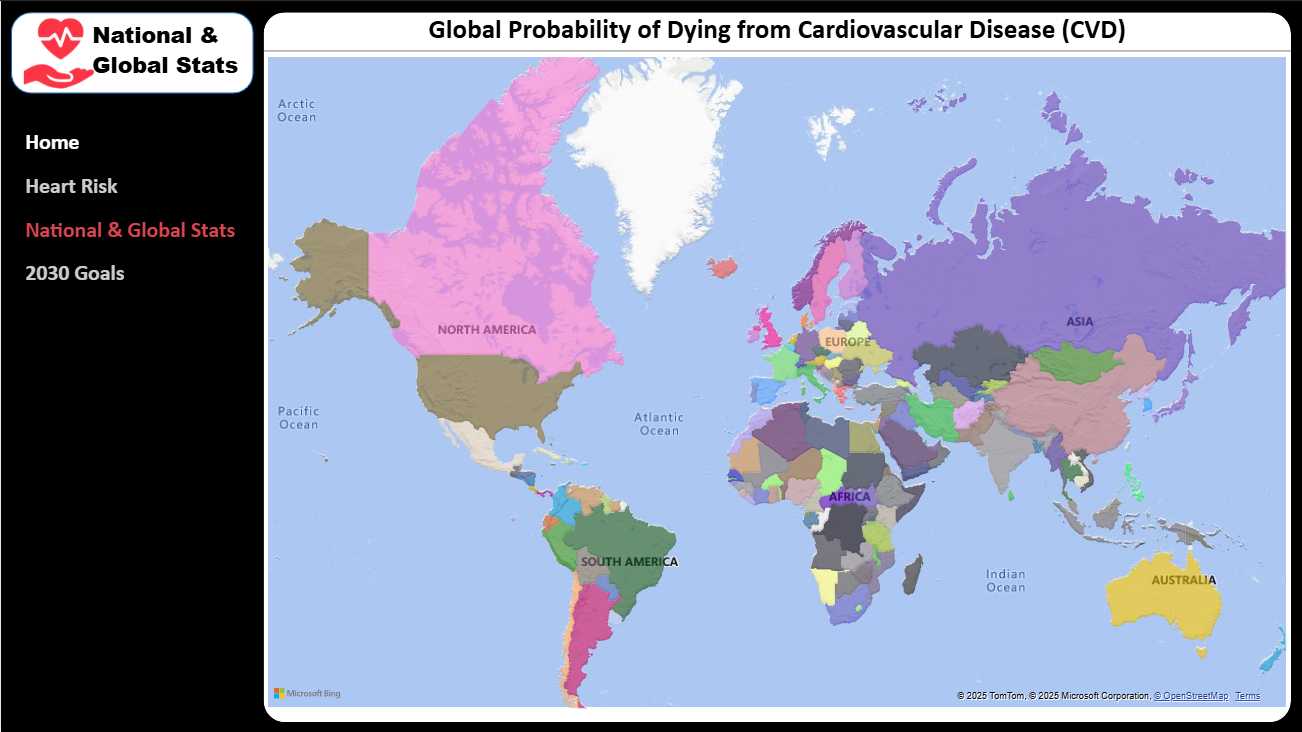 National &
Global Stats
Home
Heart Risk
National & Global Stats
2030 Goals
Global Probability of Dying from Cardiovascular Disease (CVD)
Arctic
Ocean
NORTH AMERICA
ASIA
EUROPE
Pacific
Ocean
Atlantic
Ocean
AFRICA
SOUTH AMERICA
Indian
Ocean
AUSTRALIA
Microsoft Bing
© 2025 TomTom, © 2025 Microsoft Corporation, © OpenStreetMap Terms